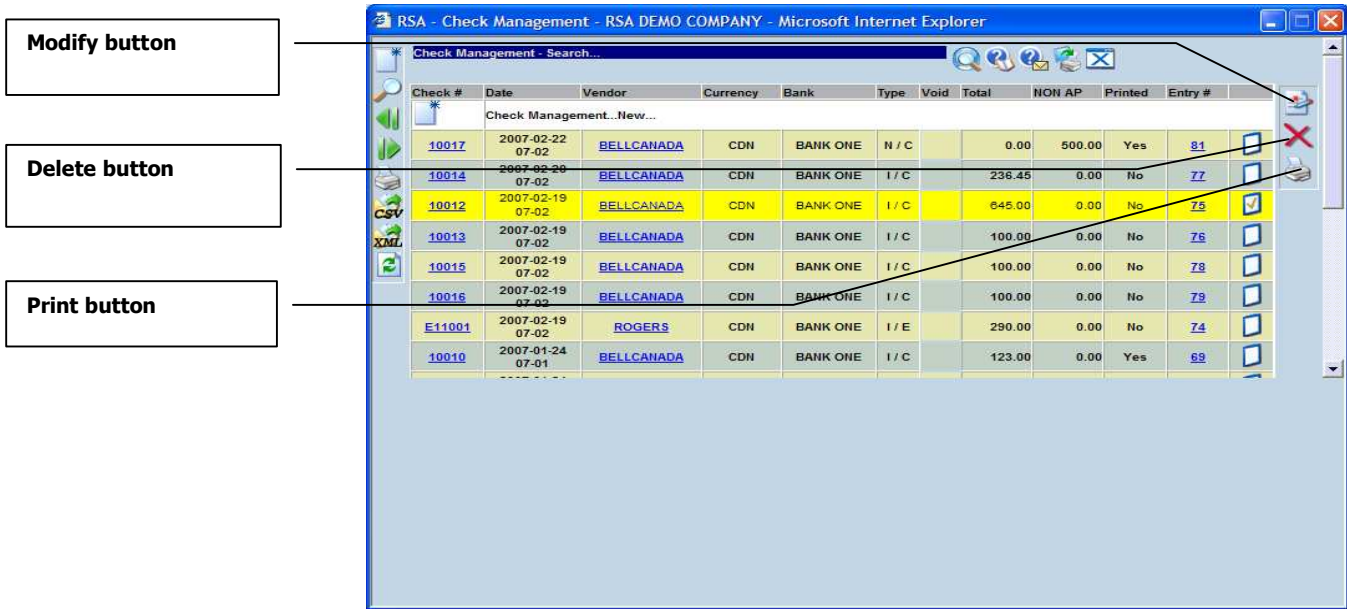 Modify button
Delete button
Print button
RSA - Check Management - RSA DEMO COMPANY - Microsoft Internet Explorer
Check Management - Search...
Check # Date Vendor Currency Bank Type Void Total NON AP Printed Entry #
Check Management...New...
10017 2007-02-22 BELLCANADA CDN BANK ONE N / C 0.00 500.00 Yes 81
07-02
10014 2007-02-20 BELLCANADA CDN BANK ONE I / C 236.45 0.00 No 77
07-02
10012 2007-02-19 BELLCANADA CDN BANK ONE I / C 645.00 0.00 No 75
07-02
10013 2007-02-19 BELLCANADA CDN BANK ONE I / C 100.00 0.00 No 76
07-02
10015 2007-02-19 BELLCANADA CDN BANK ONE I / C 100.00 0.00 No 78
07-02
10016 2007-02-19 BELLCANADA CDN BANK ONE I / C 100.00 0.00 No 79
07-02
E11001 2007-02-19 ROGERS CDN BANK ONE I / E 290.00 0.00 No 74
07-02
10010 2007-01-24 BELLCANADA CDN BANK ONE I / C 123.00 0.00 Yes 69
07-01
CSV
XML